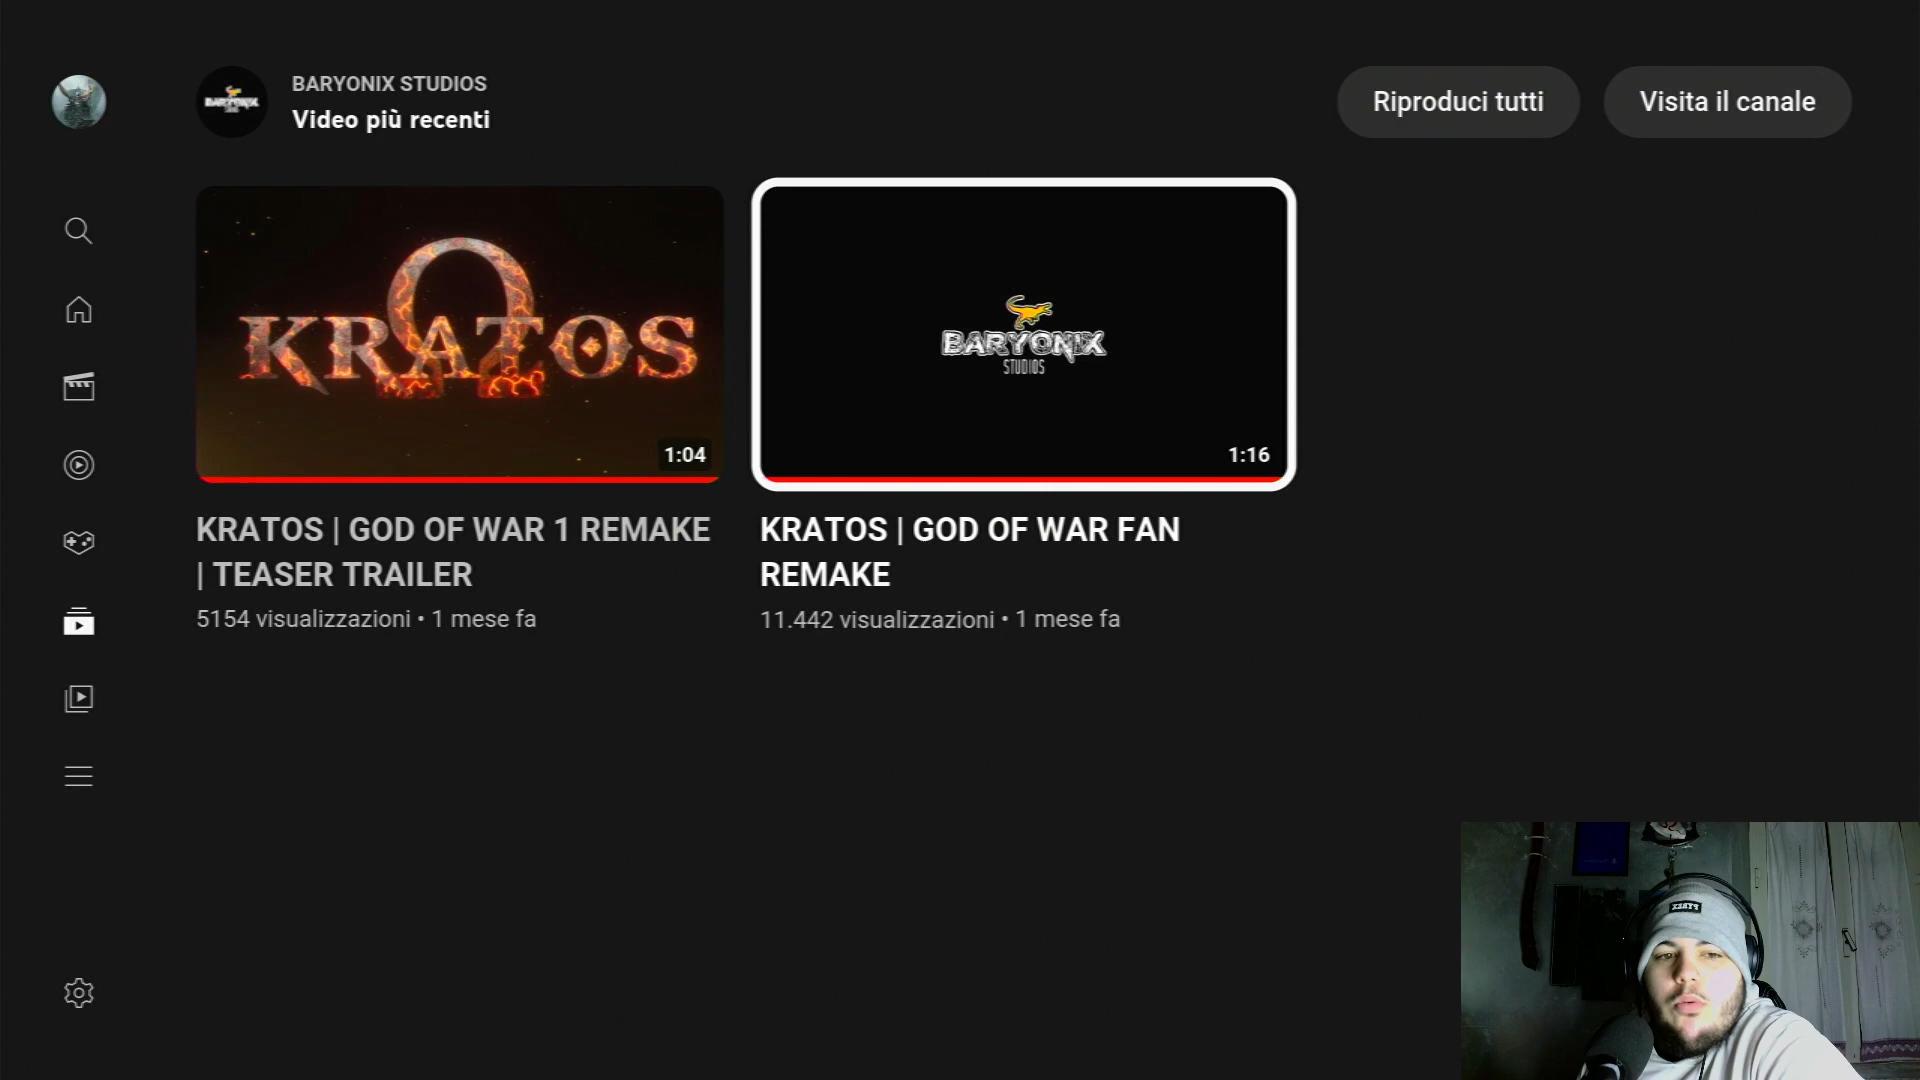 BARYONIX STUDIOS
Video più recenti
Riproduci tutti
Visita il canale
KRATOS
1:04
BARYONIX
STUDIOS
1:16
KRATOS | GOD OF WAR 1 REMAKE
| TEASER TRAILER
5154 visualizzazioni • 1 mese fa
KRATOS | GOD OF WAR FAN
REMAKE
11.442 visualizzazioni • 1 mese fa